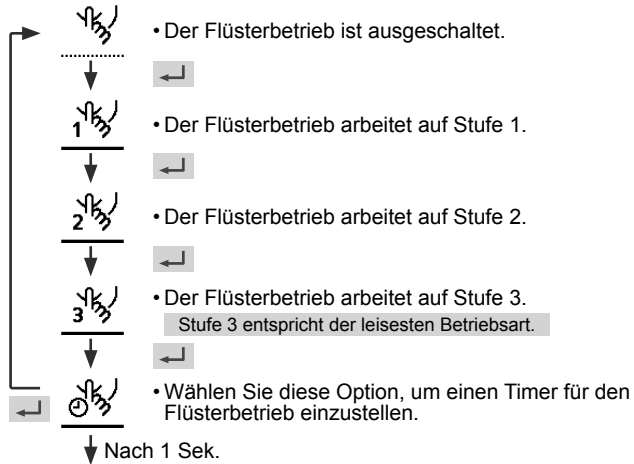 • Der Flüsterbetrieb ist ausgeschaltet.
1
• Der Flüsterbetrieb arbeitet auf Stufe 1.
2
• Der Flüsterbetrieb arbeitet auf Stufe 2.
3
• Der Flüsterbetrieb arbeitet auf Stufe 3.
Stufe 3 entspricht der leisesten Betriebsart.
• Wählen Sie diese Option, um einen Timer für den
Flüsterbetrieb einzustellen.
Nach 1 Sek.